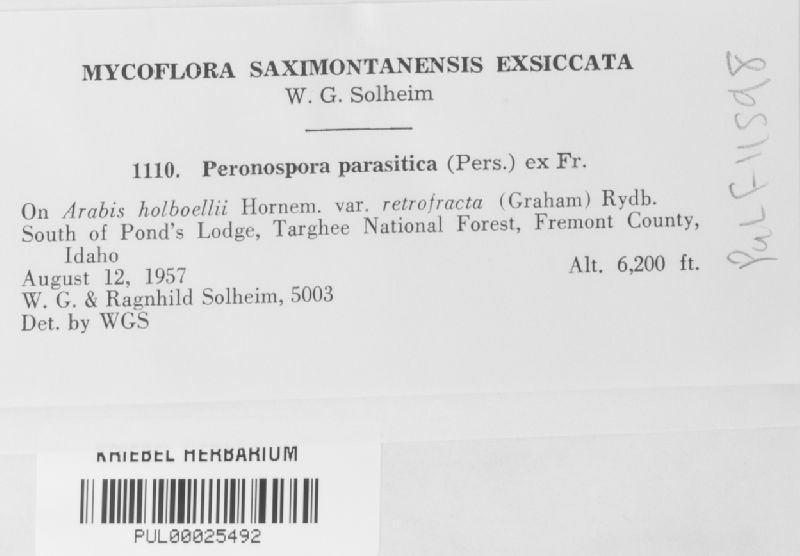 MYCOFLORA SAXIMONTANENSIS EXSICCATA
W. G. Solheim
1110. Peronospora parasitica (Pers.) ex Fr.
On Arabis holboellii Hornem. var. retrofracta (Graham) Rydb.
South of Pond's Lodge, Targhee National Forest, Fremont County,
Idaho
Alt. 6,200 ft.
August 12, 1957
W. G. & Ragnhild Solheim, 5003
Det. by WGS
PuL F-11598
KRIEBEL HERBARIUM
PUL00025492